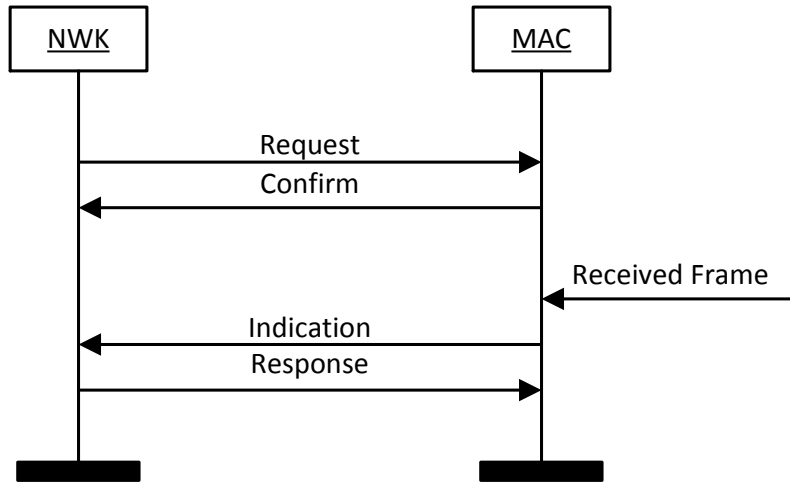 NWK
MAC
Request
Confirm
Received Frame
Indication
Response